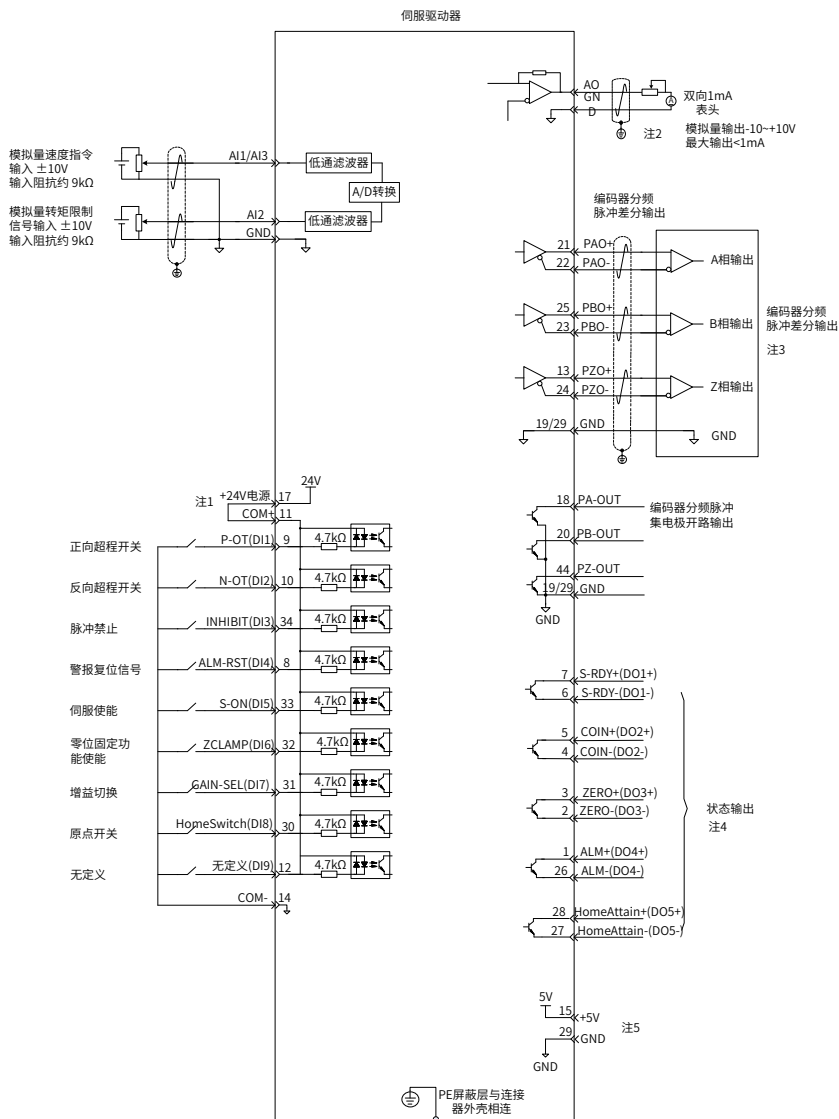 伺服驱动器
AO
GN
D
双向1mA
表头
注2
模拟量输出-10~+10V
最大输出<1mA
模拟量速度指令
输入 ±10V
输入阻抗约 9kΩ
AI1/AI3
低通滤波器
A/D转换
模拟量转矩限制
信号输入 ±10V
输入阻抗约 9kΩ
AI2
低通滤波器
GND
编码器分频
脉冲差分输出
21 PAO+
22 PAO-
A相输出
25 PBO+
23 PBO-
B相输出
编码器分频
脉冲差分输出
注3
13 PZO+
24 PZO-
Z相输出
19/29 GND
GND
注1
+24V电源 17
24V
COM+ 11
正向超程开关
P-OT(DI1) 9
4.7kΩ
反向超程开关
N-OT(DI2) 10
4.7kΩ
脉冲禁止
INHIBIT(DI3) 34
4.7kΩ
警报复位信号
ALM-RST(DI4) 8
4.7kΩ
伺服使能
S-ON(DI5) 33
4.7kΩ
零位固定功
能使能
ZCLAMP(DI6) 32
4.7kΩ
增益切换
GAIN-SEL(DI7) 31
4.7kΩ
原点开关
HomeSwitch(DI8) 30
4.7kΩ
无定义
无定义(DI9) 12
4.7kΩ
COM- 14
18 PA-OUT
编码器分频脉冲
集电极开路输出
20 PB-OUT
44 PZ-OUT
19/29 GND
GND
7 S-RDY+(DO1+)
6 S-RDY-(DO1-)
5 COIN+(DO2+)
4 COIN-(DO2-)
3 ZERO+(DO3+)
2 ZERO-(DO3-)
状态输出
注4
1 ALM+(DO4+)
26 ALM-(DO4-)
28 HomeAttain+(DO5+)
27 HomeAttain-(DO5-)
5V
15 +5V
注5
29 GND
GND
PE屏蔽层与连接
器外壳相连